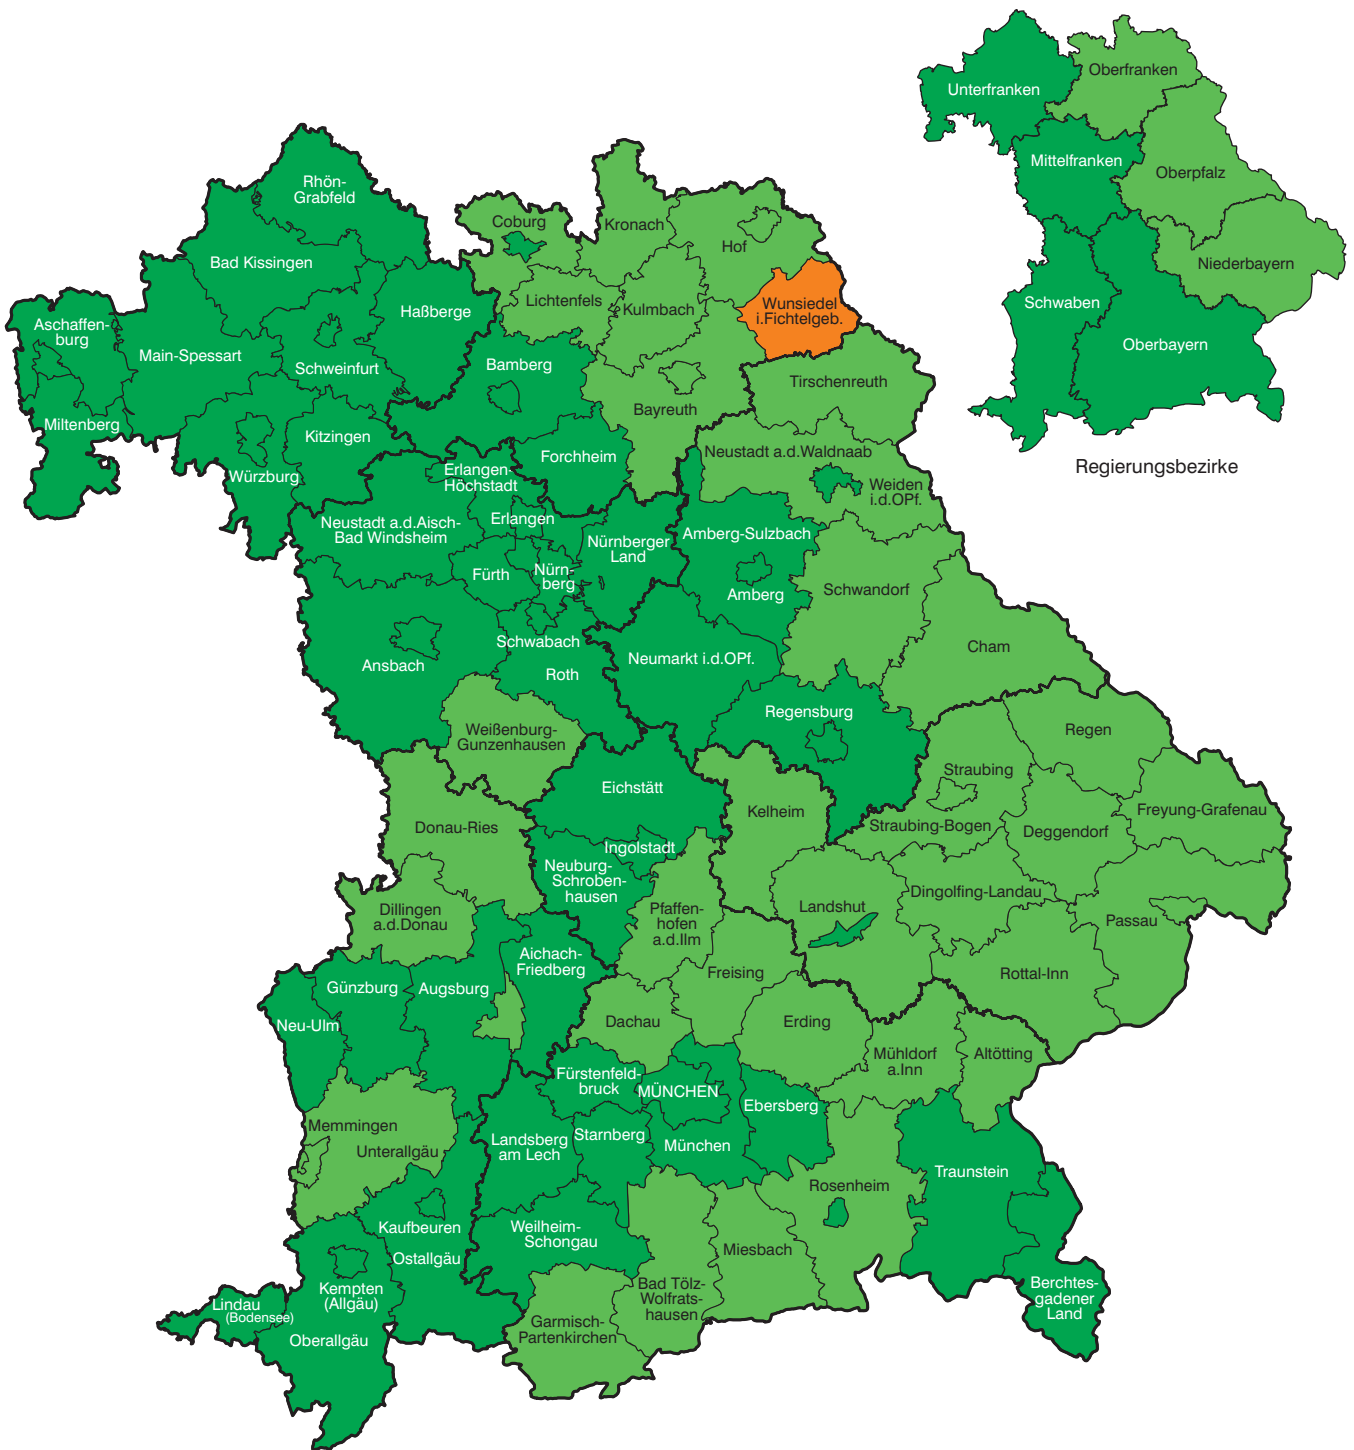 Oberfranken
Unterfranken
Mittelfranken
Oberpfalz
Niederbayern
Schwaben
Oberbayern
Regierungsbezirke
Rhön-
Grabfeld
Coburg
Kronach
Hof
Bad Kissingen
Lichtenfels
Kulmbach
Wunsiedel
i.Fichtelgeb.
Haßberge
Aschaffen-
burg
Main-Spessart
Schweinfurt
Bamberg
Tirschenreuth
Bayreuth
Miltenberg
Kitzingen
Würzburg
Forchheim
Neustadt a.d.Waldnaab
Erlangen-
Höchstadt
Weiden
i.d.OPf.
Neustadt a.d.Aisch-
Bad Windsheim
Erlangen
Nürnberger
Land
Amberg-Sulzbach
Fürth
Nürn-
berg
Amberg
Schwandorf
Schwabach
Cham
Ansbach
Roth
Neumarkt i.d.OPf.
Regensburg
Weißenburg-
Gunzenhausen
Regen
Straubing
Eichstätt
Kelheim
Freyung-Grafenau
Donau-Ries
Straubing-Bogen
Deggendorf
Ingolstadt
Neuburg-
Schroben-
hausen
Dingolfing-Landau
Dillingen
a.d.Donau
Pfaffen-
hofen
a.d.Ilm
Landshut
Passau
Aichach-
Friedberg
Freising
Rottal-Inn
Günzburg
Augsburg
Neu-Ulm
Dachau
Erding
Mühldorf
a.Inn
Altötting
Fürstenfeld-
bruck
MÜNCHEN
Ebersberg
Memmingen
Unterallgäu
Landsberg
am Lech
Starnberg
München
Traunstein
Rosenheim
Kaufbeuren
Weilheim-
Schongau
Miesbach
Ostallgäu
Kempten
(Allgäu)
Bad Tölz-
Wolfrats-
hausen
Berchtes-
gadener
Land
Lindau
(Bodensee)
Garmisch-
Partenkirchen
Oberallgäu